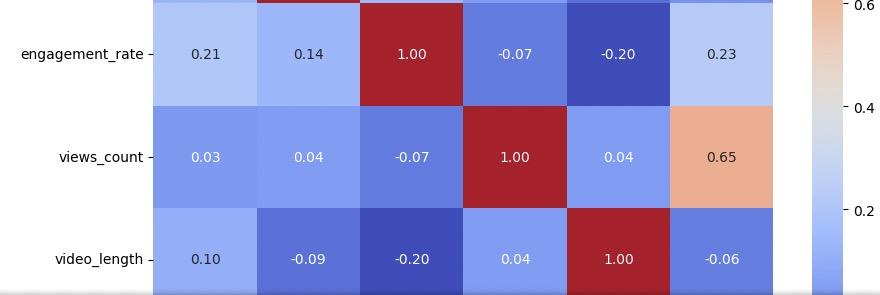 0.6
engagement_rate 0.21 0.14 1.00 -0.07 -0.20 0.23
0.4
views_count 0.03 0.04 -0.07 1.00 0.04 0.65
0.2
video_length 0.10 -0.09 -0.20 0.04 1.00 -0.06